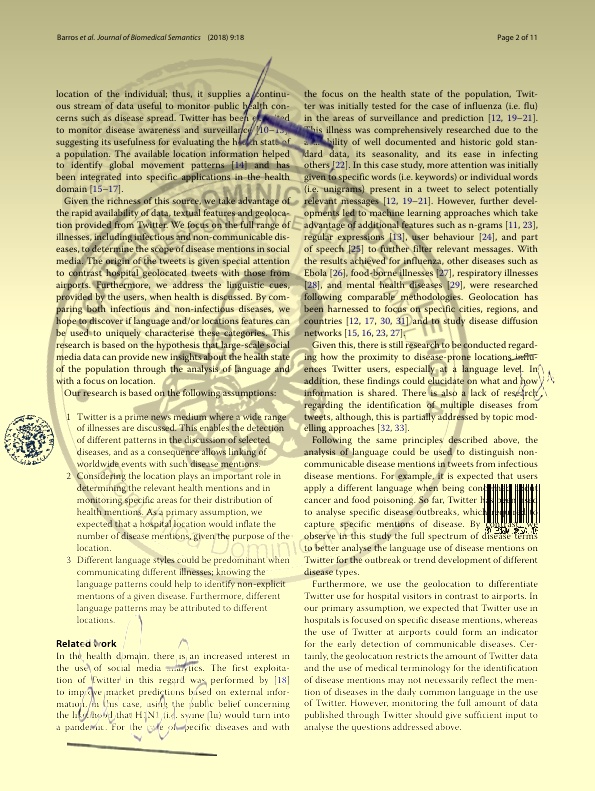 Barros et al. Journal of Biomedical Semantics (2018) 9:18
Page 2 of 11
location of the individual; thus, it supplies a continu-
ous stream of data useful to monitor public health con-
cerns such as disease spread. Twitter has been
to monitor disease awareness and surveillance [10–13],
suggesting its usefulness for evaluating the health state of
a population. The available location information helped
to identify global movement patterns [14] and has
been integrated into specific applications in the health
domain [15–17].
Given the richness of this source, we take advantage of
the rapid availability of data, textual features and geoloca-
tion provided from Twitter. We focus on the full range of
illnesses, including infectious and non-communicable dis-
eases, to determine the scope of disease mentions in social
media. The origin of the tweets is given special attention
to contrast hospital geolocated tweets with those from
airports. Furthermore, we address the linguistic cues,
provided by the users, when health is discussed. By com-
paring both infectious and non-infectious diseases, we
hope to discover if language and/or locations features can
be used to uniquely characterise these categories. This
research is based on the hypothesis that large-scale social
media data can provide new insights about the health state
of the population through the analysis of language and
with a focus on location.
Our research is based on the following assumptions:
1 Twitter is a prime news medium where a wide range
of illnesses are discussed. This enables the detection
of different patterns in the discussion of selected
diseases, and as a consequence allows linking of
worldwide events with such disease mentions.
2 Considering the location plays an important role in
determining the relevant health mentions and in
monitoring specific areas for their distribution of
health mentions. As a primary assumption, we
expected that a hospital location would inflate the
number of disease mentions, given the purpose of the
location.
3 Different language styles could be predominant when
communicating different illnesses; knowing the
language patterns could help to identify non-explicit
mentions of a given disease. Furthermore, different
language patterns may be attributed to different
locations.
Related work
In the health domain, there is an increased interest in
the use of social media analytics. The first exploita-
tion of Twitter in this regard was performed by [18]
to improve market predictions based on external infor-
mation. In this case, using the public belief concerning
the likelihood that H1N1 (i.e. swine flu) would turn into
a pandemic. For the case of specific diseases and with
the focus on the health state of the population, Twit-
ter was initially tested for the case of influenza (i.e. flu)
in the areas of surveillance and prediction [12, 19–21].
This illness was comprehensively researched due to the
availability of well documented and historic gold stan-
dard data, its seasonality, and its ease in infecting
others [22]. In this case study, more attention was initially
given to specific words (i.e. keywords) or individual words
(i.e. unigrams) present in a tweet to select potentially
relevant messages [12, 19–21]. However, further devel-
opments led to machine learning approaches which take
advantage of additional features such as n-grams [11, 23],
regular expressions [13], user behaviour [24], and part
of speech [25] to further filter relevant messages. With
the results achieved for influenza, other diseases such as
Ebola [26], food-borne illnesses [27], respiratory illnesses
[28], and mental health diseases [29], were researched
following comparable methodologies. Geolocation has
been harnessed to focus on specific cities, regions, and
countries [12, 17, 30, 31] and to study disease diffusion
networks [15, 16, 23, 27].
Given this, there is still research to be conducted regard-
ing how the proximity to disease-prone locations influ-
ences Twitter users, especially at a language level. In
addition, these findings could elucidate on what and how
information is shared. There is also a lack of research
regarding the identification of multiple diseases from
tweets, although, this is partially addressed by topic mod-
elling approaches [32, 33].
Following the same principles described above, the
analysis of language could be used to distinguish non-
communicable disease mentions in tweets from infectious
disease mentions. For example, it is expected that users
apply a different language when being
cancer and food poisoning. So far, Twitter
to analyse specific disease outbreaks, which
capture specific mentions of disease. By
observe in this study the full spectrum of disease terms
to better analyse the language use of disease mentions on
Twitter for the outbreak or trend development of different
disease types.
Furthermore, we use the geolocation to differentiate
Twitter use for hospital visitors in contrast to airports. In
our primary assumption, we expected that Twitter use in
hospitals is focused on specific disease mentions, whereas
the use of Twitter at airports could form an indicator
for the early detection of communicable diseases. Cer-
tainly, the geolocation restricts the amount of Twitter data
and the use of medical terminology for the identification
of disease mentions may not necessarily reflect the men-
tion of diseases in the daily common language in the use
of Twitter. However, monitoring the full amount of data
published through Twitter should give sufficient input to
analyse the questions addressed above.